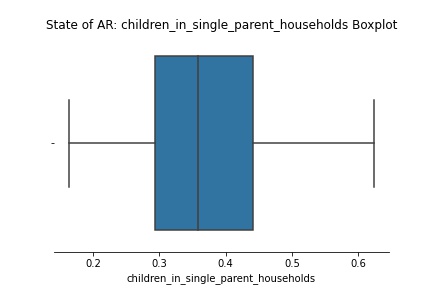 State of AR: children_in_single_parent_households Boxplot
-
0.2 0.3 0.4 0.5 0.6
children_in_single_parent_households